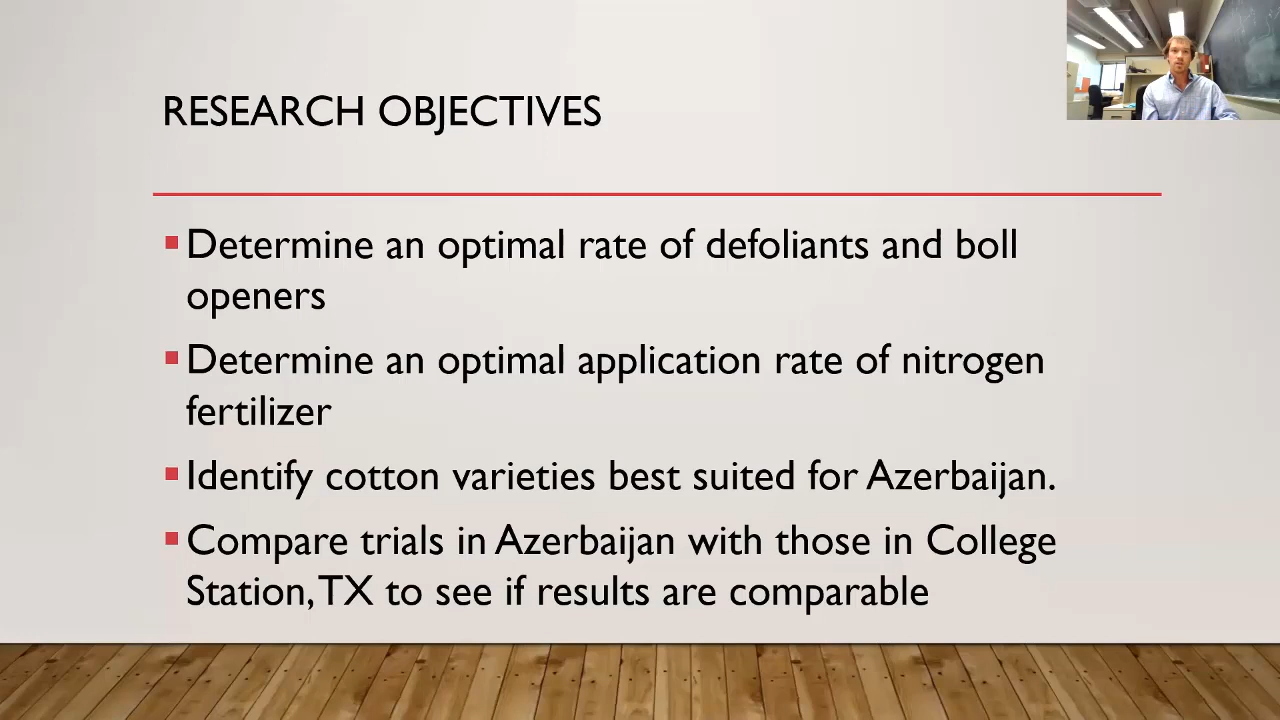 RESEARCH OBJECTIVES
Determine an optimal rate of defoliants and boll
openers
Determine an optimal application rate of nitrogen
fertilizer
Identify cotton varieties best suited for Azerbaijan.
Compare trials in Azerbaijan with those in College
Station, TX to see if results are comparable